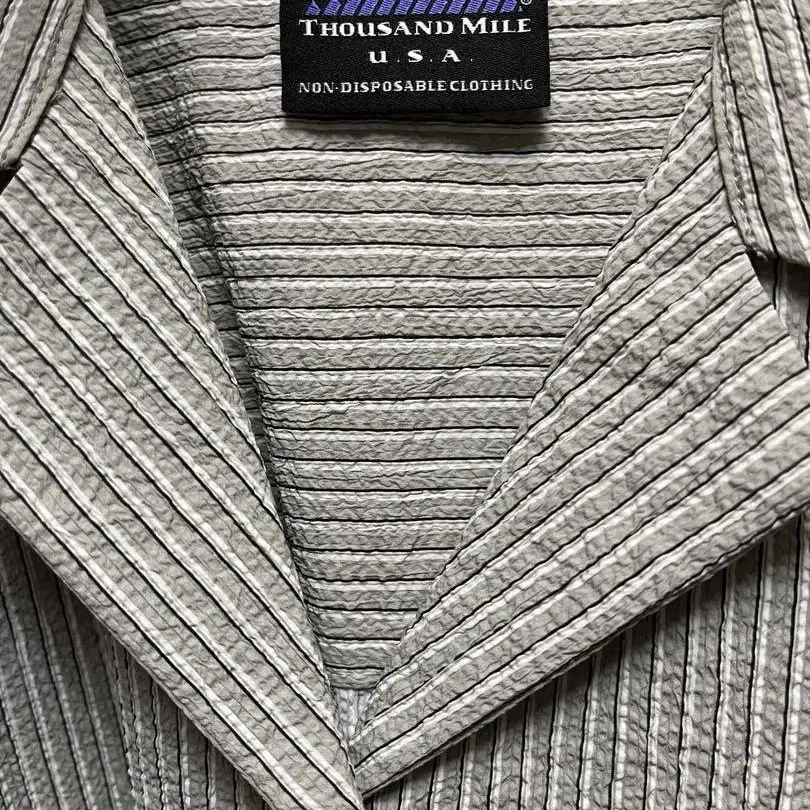 ®
THOUSAND MILE
U.S.A.
NON-DISPOSABLE CLOTHING